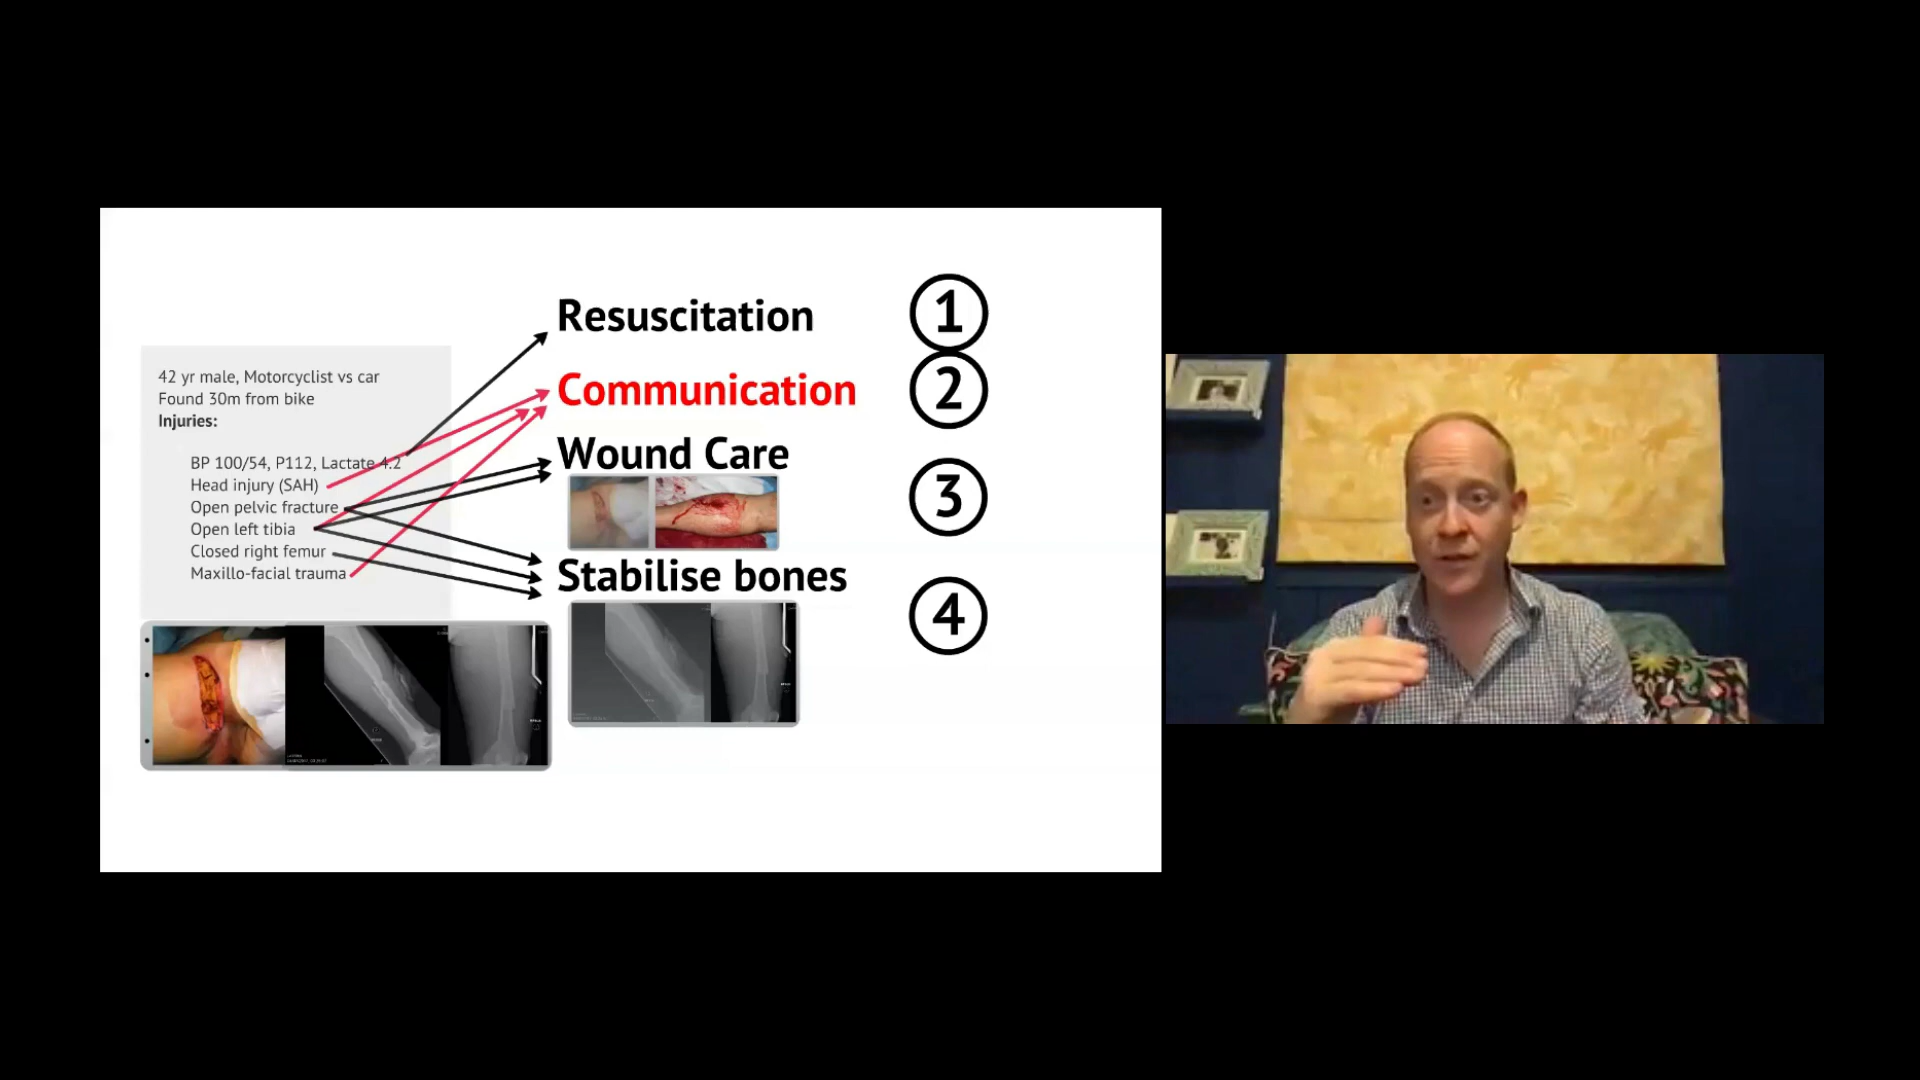 42 yr male, Motorcyclist vs car
Found 30m from bike
Injuries:
BP 100/54, P112, Lactate 4.2
Head injury (SAH)
Open pelvic fracture
Open left tibia
Closed right femur
Maxillo-facial trauma
Resuscitation
Communication
Wound Care
Stabilise bones
1
2
3
4